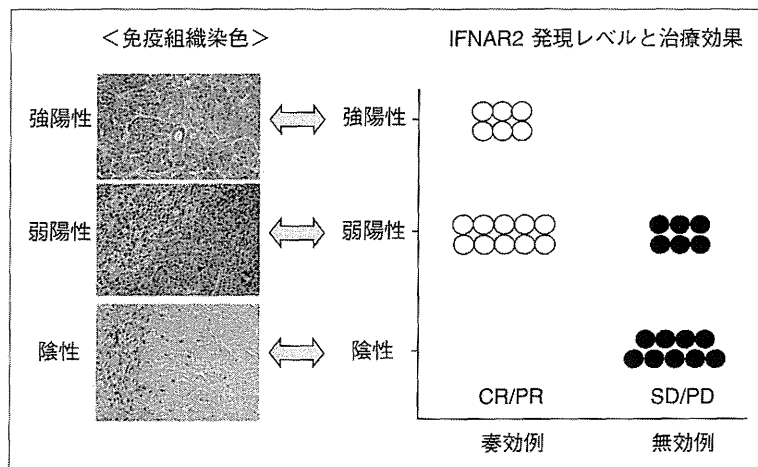 ＜免疫組織染色＞
IFNAR2 発現レベルと治療効果
強陽性
強陽性
弱陽性
弱陽性
陰性
陰性
CR/PR
SD/PD
奏効例
無効例